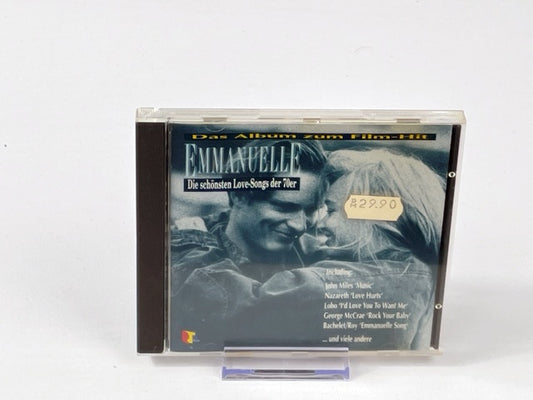 Das Album zum Film-Hit
EMMANUELLE
Die schönsten Love-Songs der 70er
29.90
Including:
John Miles 'Music'
Nazareth 'Love Hurts'
Lobo 'I'd Love You To Want Me'
George McCrae 'Rock Your Baby'
Bachelet/Roy 'Emmanuelle Song'
... und viele andere